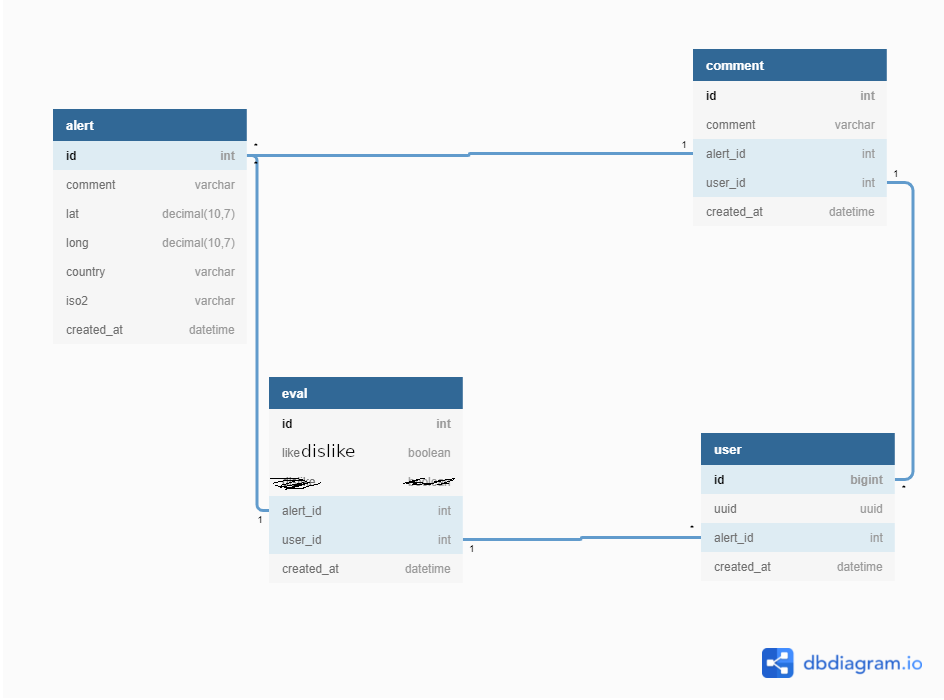 alert
id int
comment varchar
lat decimal(10,7)
long decimal(10,7)
country varchar
iso2 varchar
created_at datetime
*
*
1
comment
id int
comment varchar
alert_id int
user_id int
created_at datetime
1
1
eval
id int
likedislike boolean
alert_id int
user_id int
created_at datetime
1
1
user
id bigint
uuid uuid
alert_id int
created_at datetime
*
*
dbdiagram.io